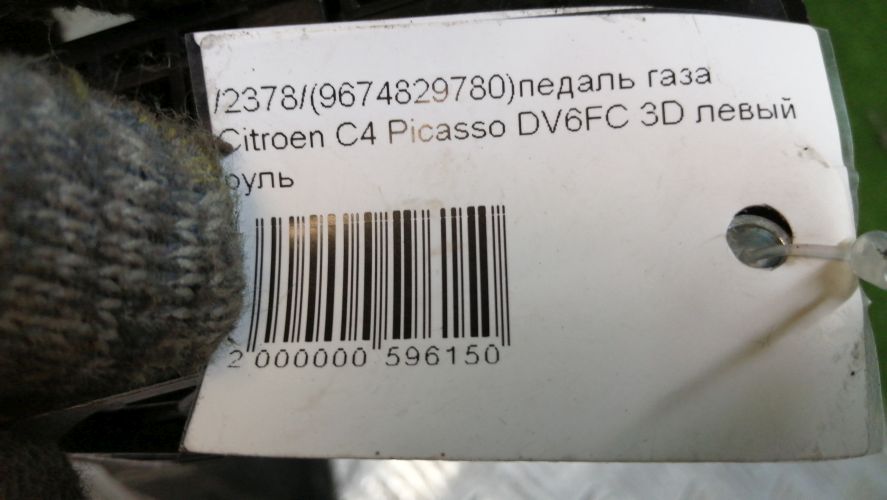 /2378/(9674829780)педаль газа
Citroen C4 Picasso DV6FC 3D левый
руль
2 000000 596150